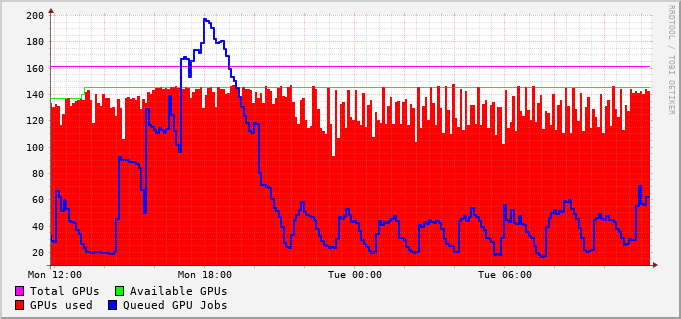 200
180
160
140
120
100
80
60
40
20
Mon 12:00 Mon 18:00 Tue 00:00 Tue 06:00
Total GPUs Available GPUs
GPUs used Queued GPU Jobs
RRDTOOL / TOBI OETIKER